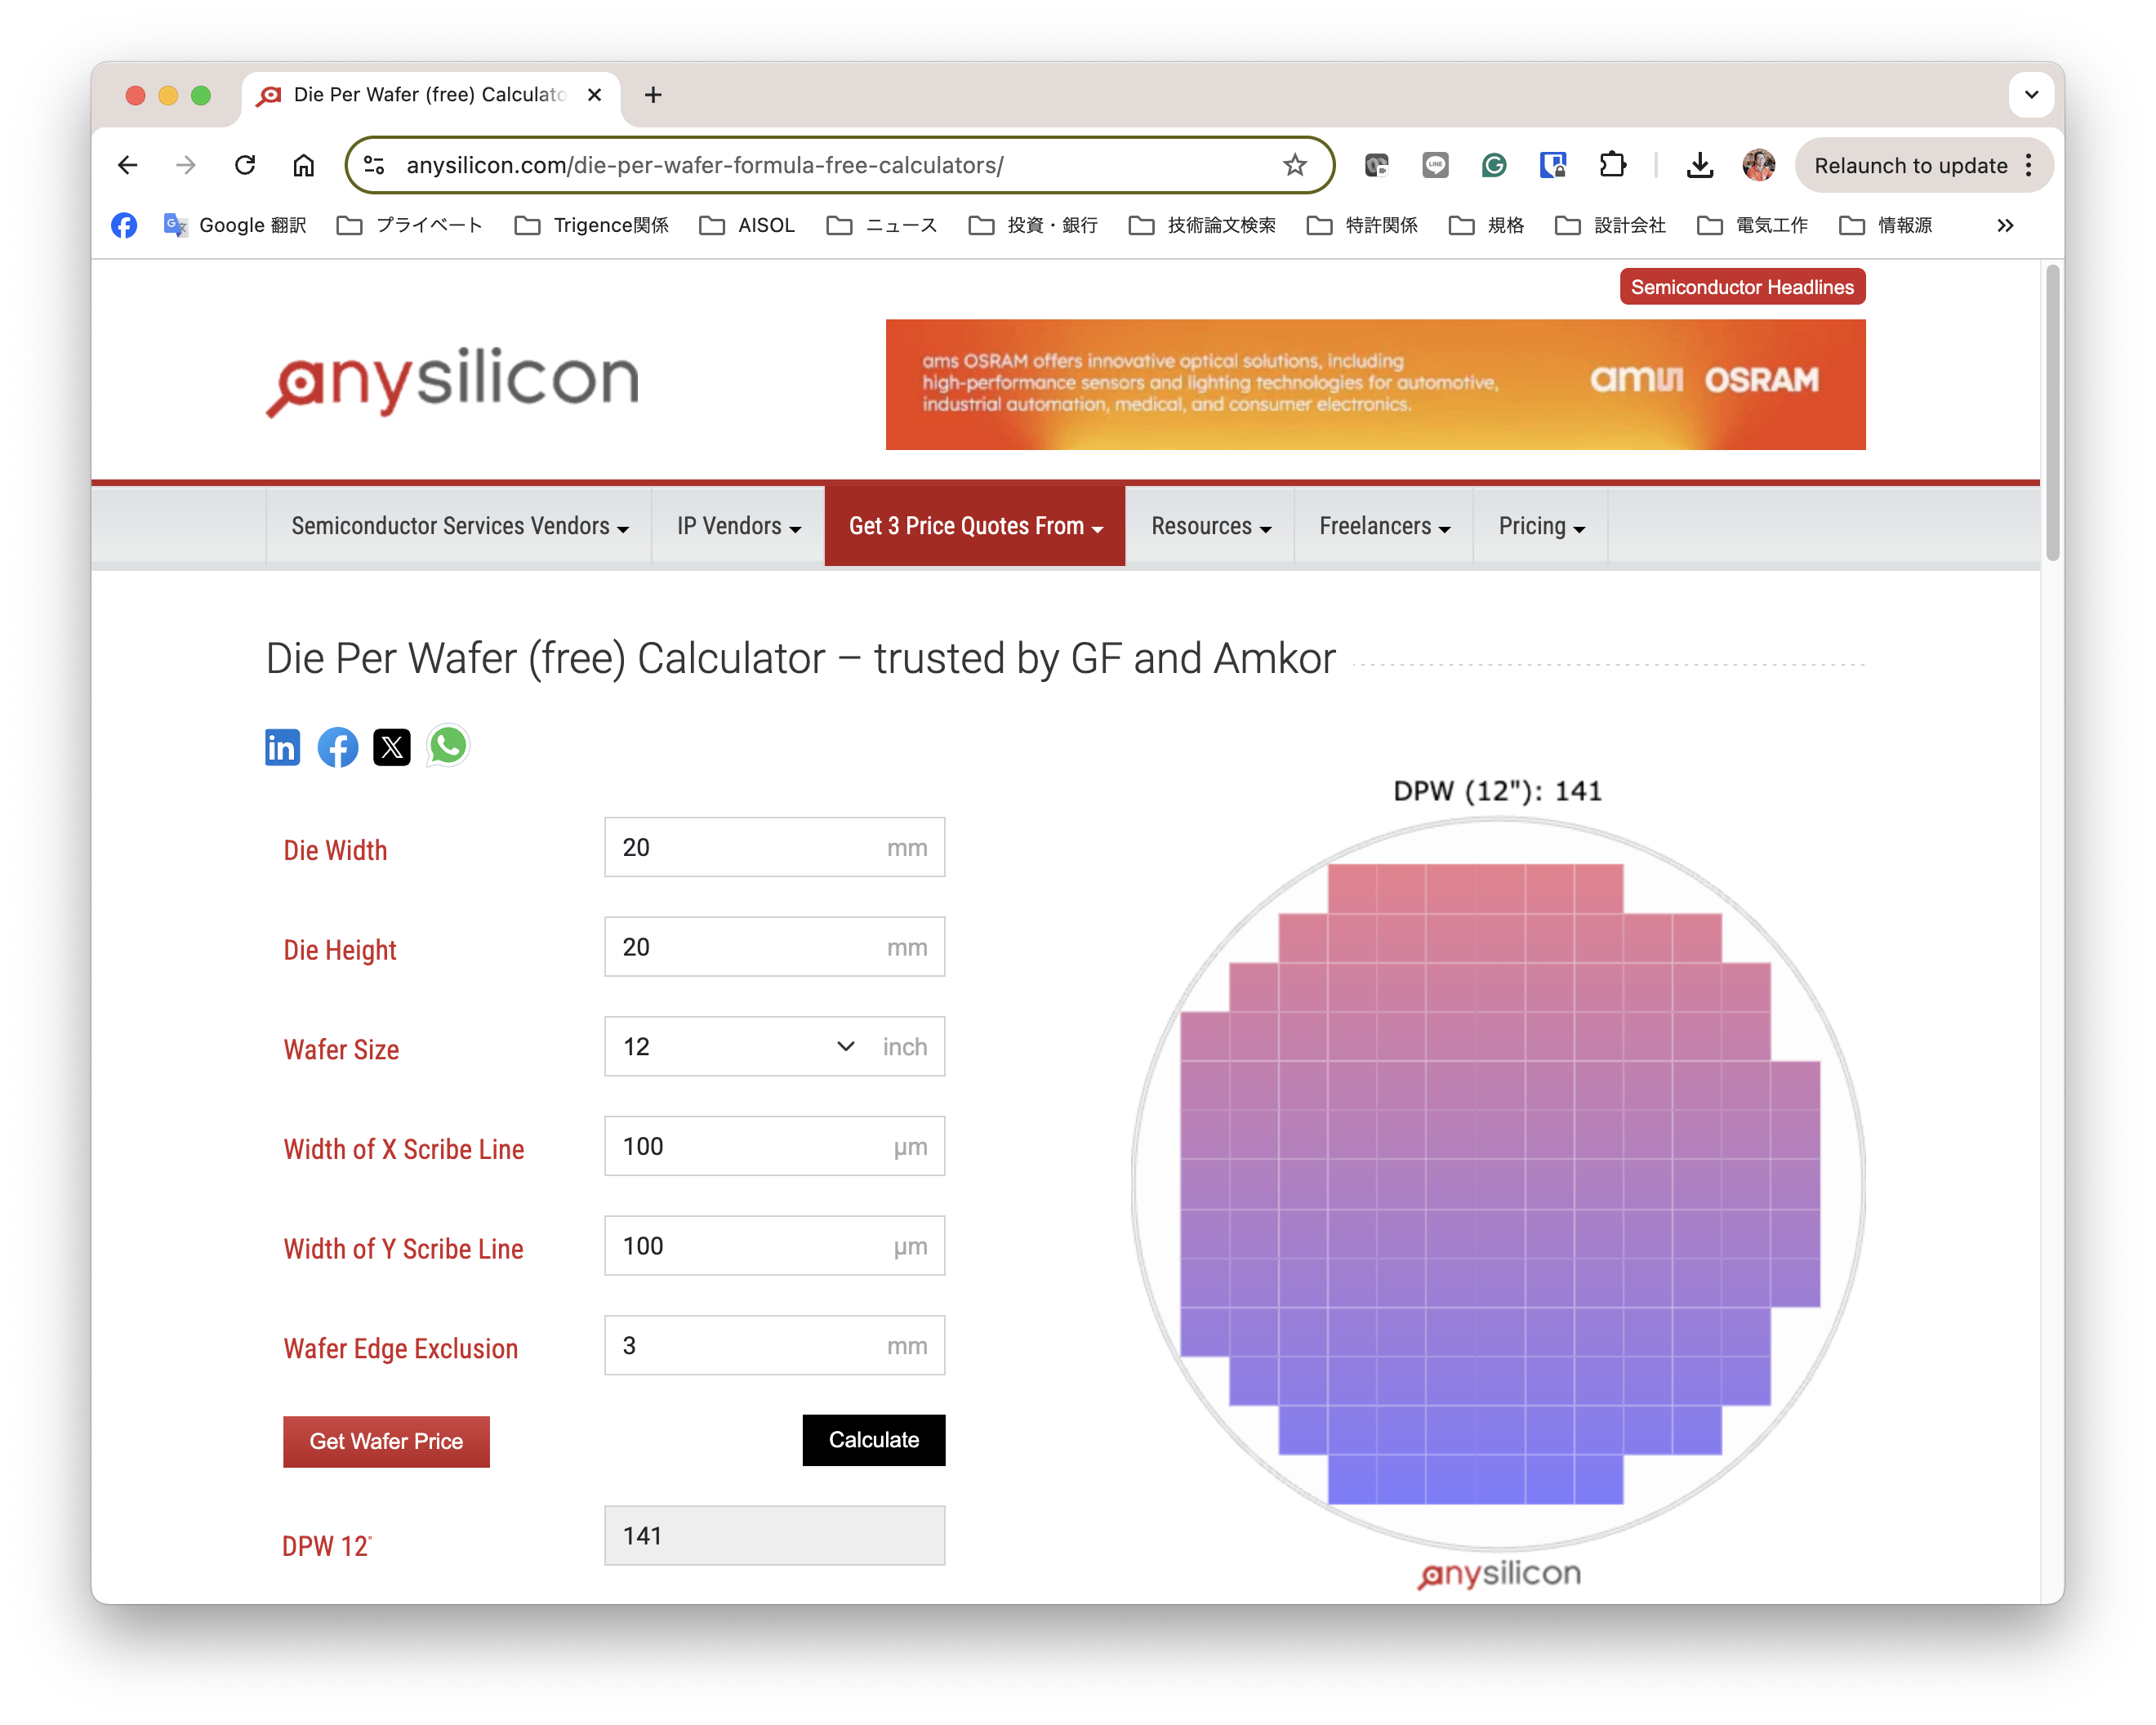 Die Per Wafer (free) Calculato
anysilicon.com/die-per-wafer-formula-free-calculators/
LINE
Relaunch to update
Google 翻訳
プライベート
Trigence関係
AISOL
ニュース
投資・銀行
技術論文検索
特許関係
規格
設計会社
電気工作
情報源
Semiconductor Headlines
anysilicon
ams OSRAM offers innovative optical solutions, including
high-performance sensors and lighting technologies for automotive,
industrial automation, medical, and consumer electronics.
amu OSRAM
Semiconductor Services Vendors
IP Vendors
Get 3 Price Quotes From
Resources
Freelancers
Pricing
Die Per Wafer (free) Calculator – trusted by GF and Amkor
in
DPW (12"): 141
Die Width
20
mm
Die Height
20
mm
Wafer Size
12
inch
Width of X Scribe Line
100
µm
Width of Y Scribe Line
100
µm
Wafer Edge Exclusion
3
mm
Get Wafer Price
Calculate
DPW 12"
141
anysilicon